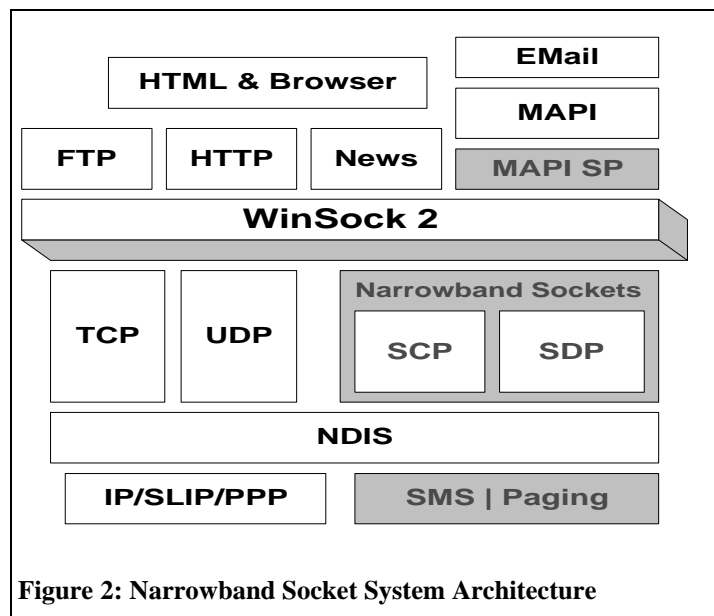 EMail
HTML & Browser
MAPI
FTP
HTTP
News
MAPI SP
WinSock 2
Narrowband Sockets
TCP
UDP
SCP
SDP
NDIS
IP/SLIP/PPP
SMS | Paging
Figure 2: Narrowband Socket System Architecture